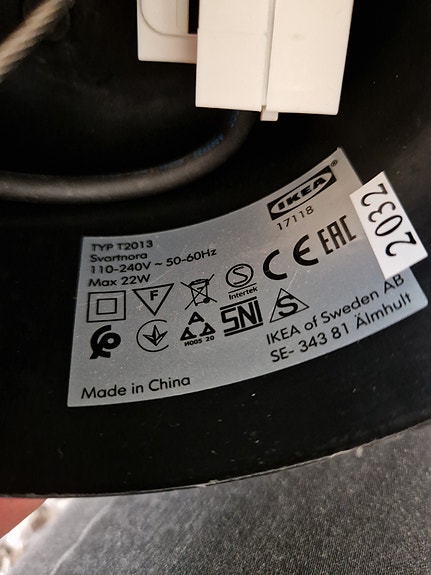 IKEA®
17118
TYP T2013
Svartnora
110-240V ~ 50-60Hz
Max 22W
F
S
Intertek
CE
EAC
2032
SNI
S
IKEA of Sweden AB
SE- 343 81 Älmhult
Made in China